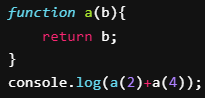 function a(b){
    return b;
}
console.log(a(2)+a(4));